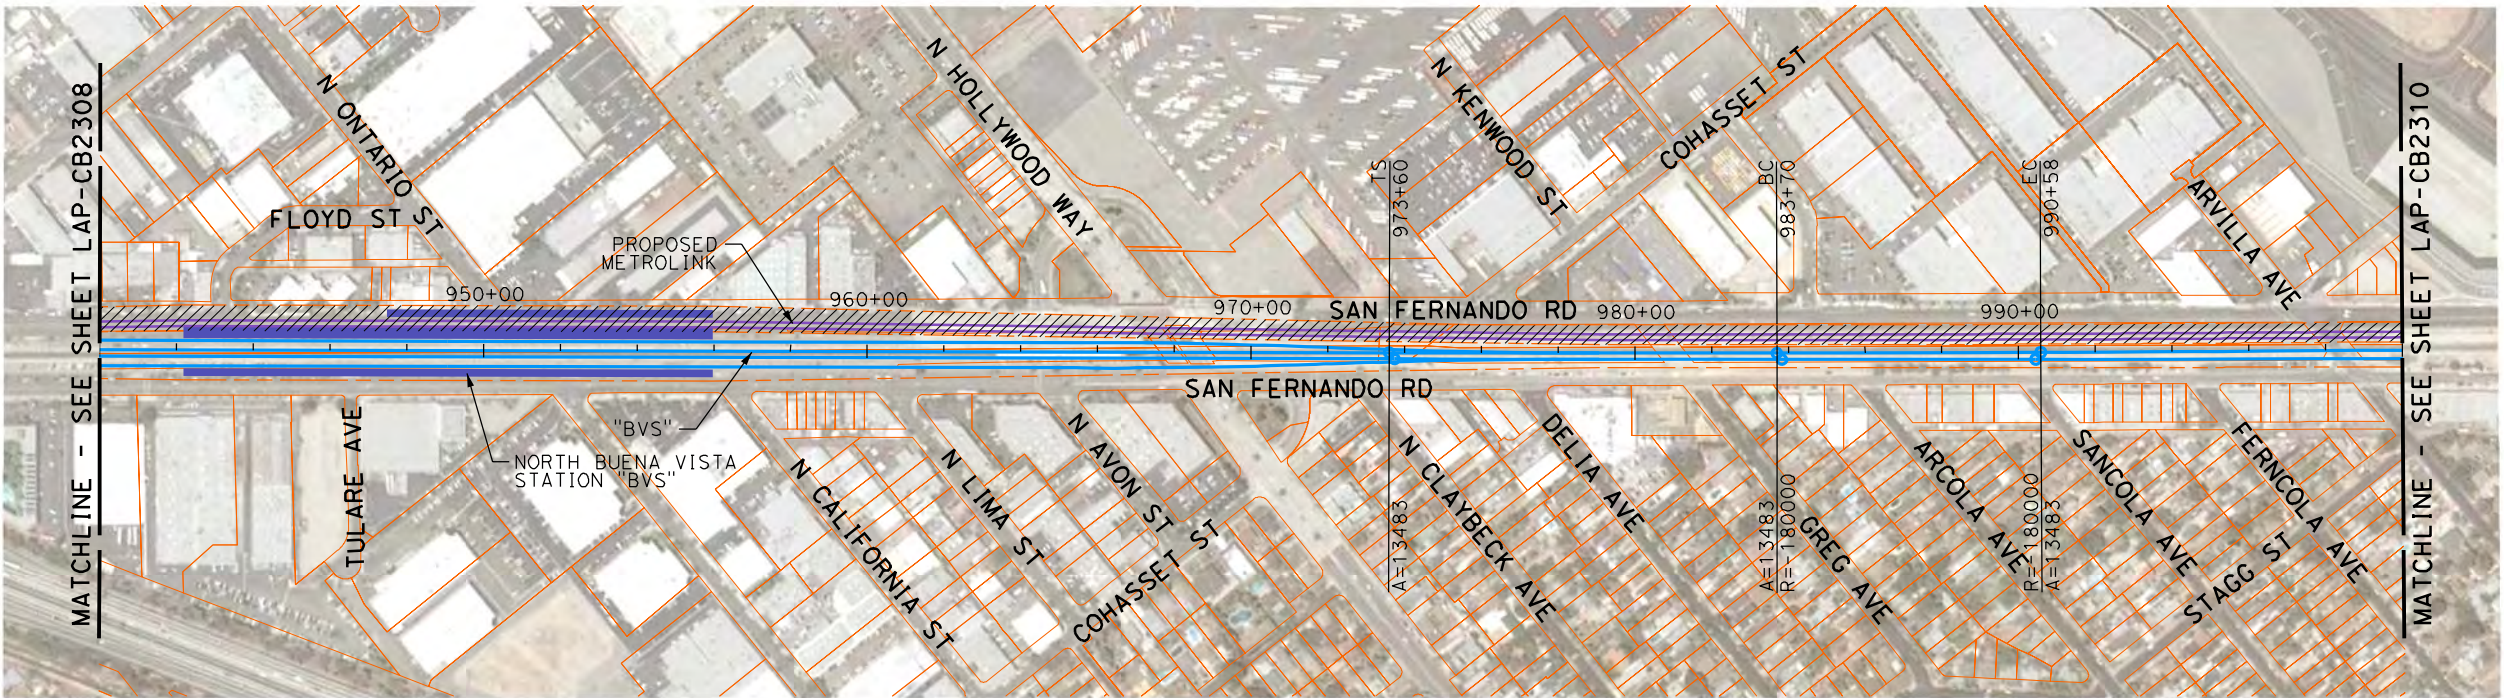 MATCHLINE - SEE SHEET LAP-CB2308
N ONTARIO ST
FLOYD ST
PROPOSED
METROLINK
N HOLLYWOOD WAY
N KENWOOD ST
COHASSET ST
ARVILLA AVE
950+00
960+00
970+00
SAN FERNANDO RD
980+00
990+00
TS
973+60
BC
983+70
EC
990+58
SAN FERNANDO RD
"BVS"
NORTH BUENA VISTA
STATION "BVS"
TULARE AVE
N CALIFORNIA ST
N LIMA ST
N AVON ST
COHASSET ST
N CLAYBECK AVE
DELIA AVE
GREG AVE
ARCOLA AVE
SANCOLA AVE
FERNCOLA AVE
STAGG ST
A=13483
A=13483
R=-180000
R=-180000
A=13483
MATCHLINE - SEE SHEET LAP-CB2310